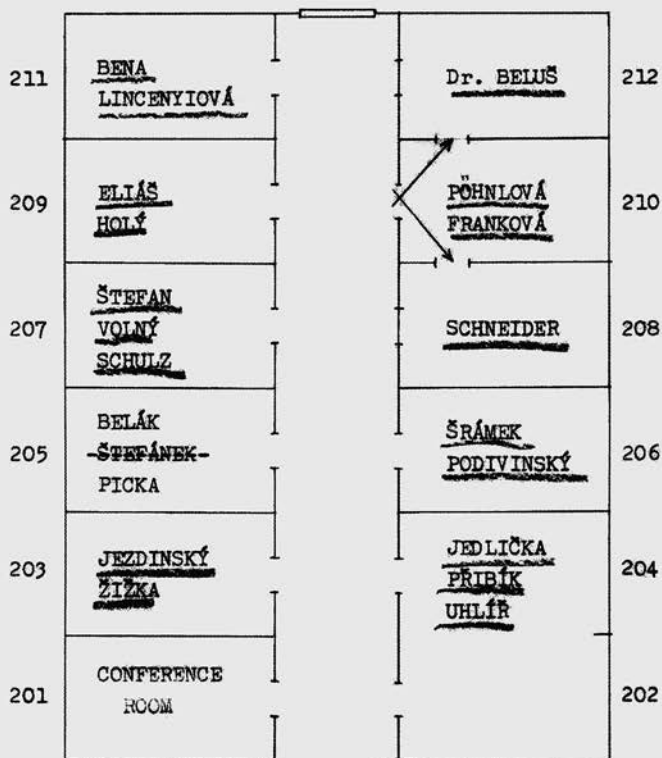 211
BENA
LINCENYIOVÁ
Dr. BELUŠ
212
209
ELIÁŠ
HOLÝ
PÖHNLOVÁ
FRANKOVÁ
210
207
ŠTEFAN
VOLNÝ
SCHULZ
SCHNEIDER
208
205
BELÁK
ŠTEFÁNEK
PICKA
ŠRÁMEK
PODIVINSKÝ
206
203
JEZDINSKÝ
ŽIŽKA
JEDLIČKA
PŘIBÍK
UHLÍŘ
204
201
CONFERENCE
ROOM
202